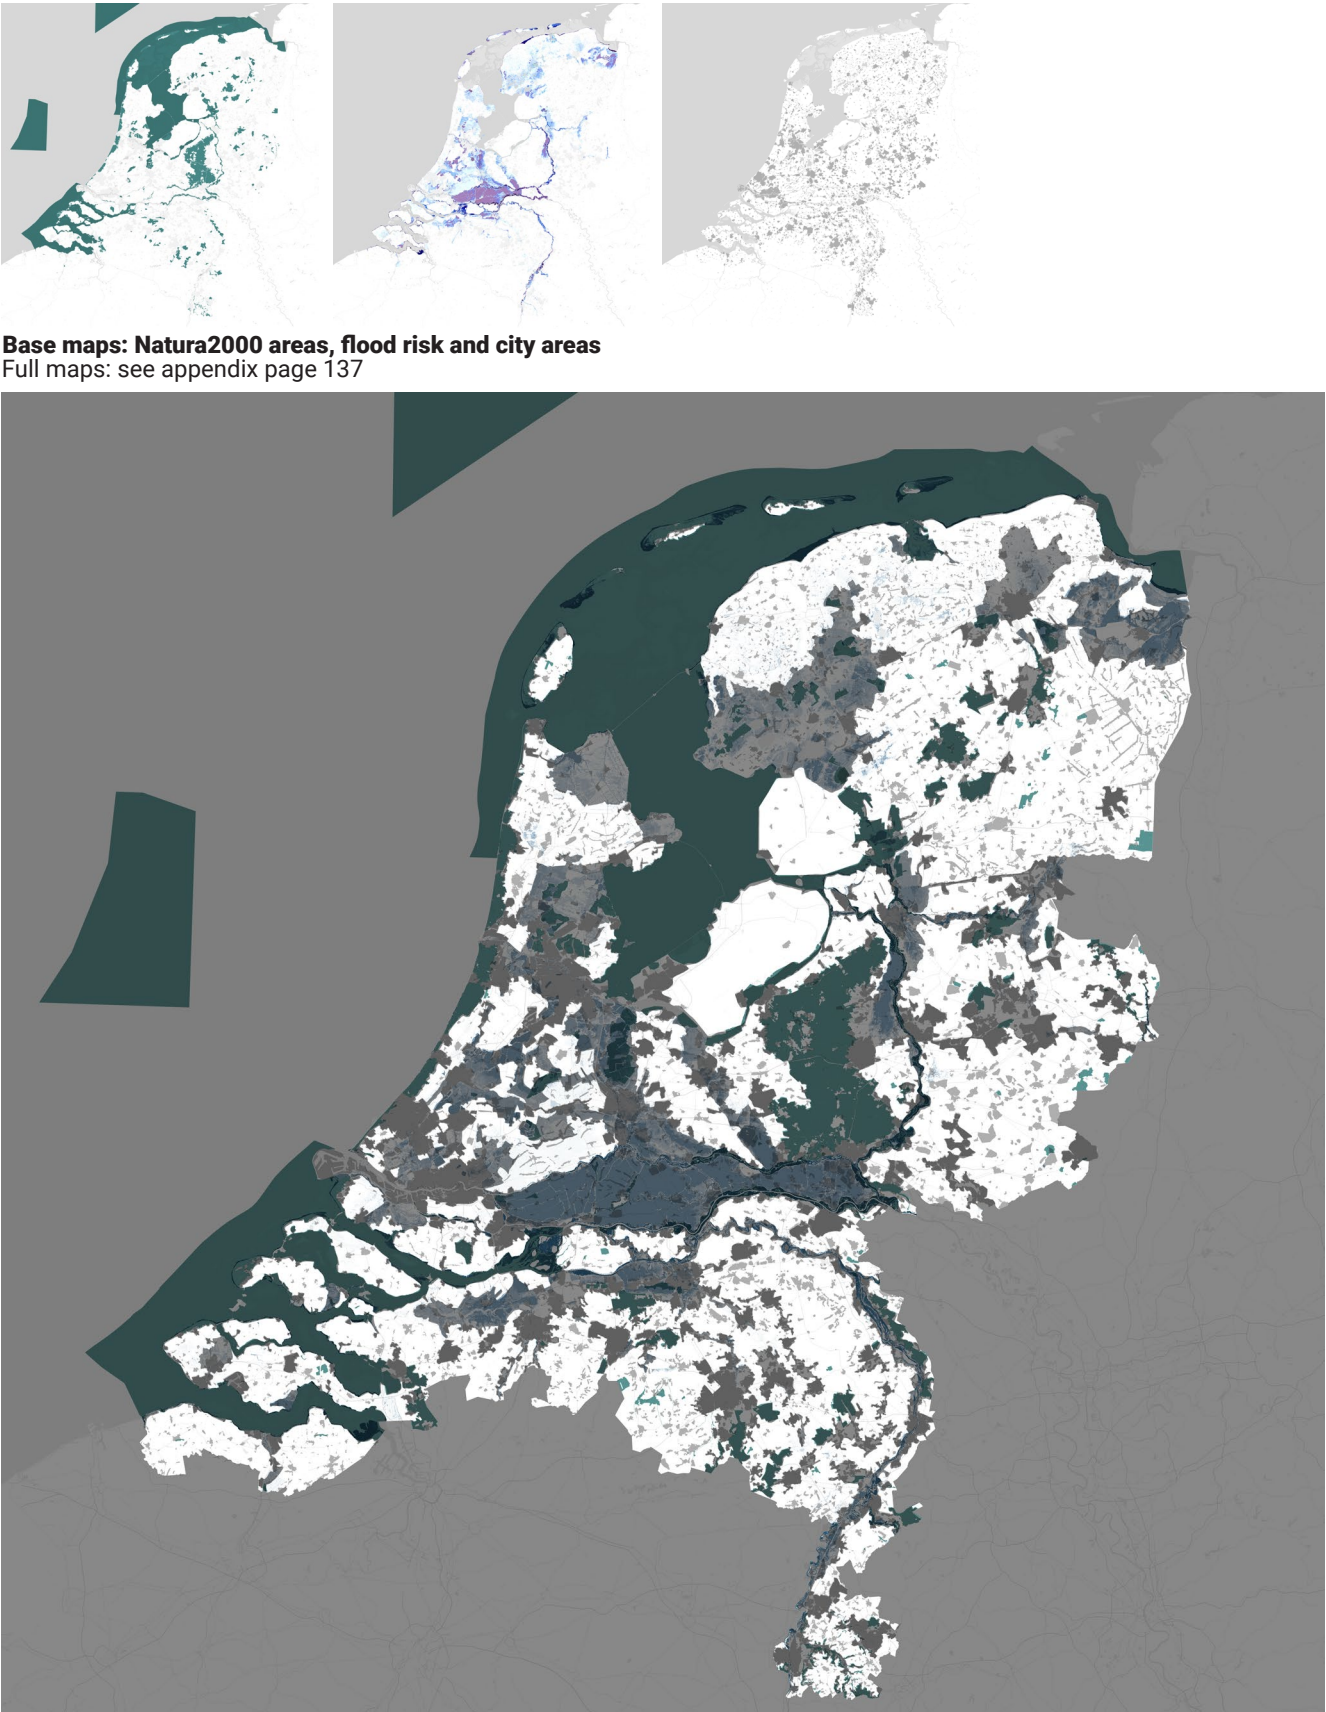 Base maps: Natura2000 areas, flood risk and city areas
Full maps: see appendix page 137